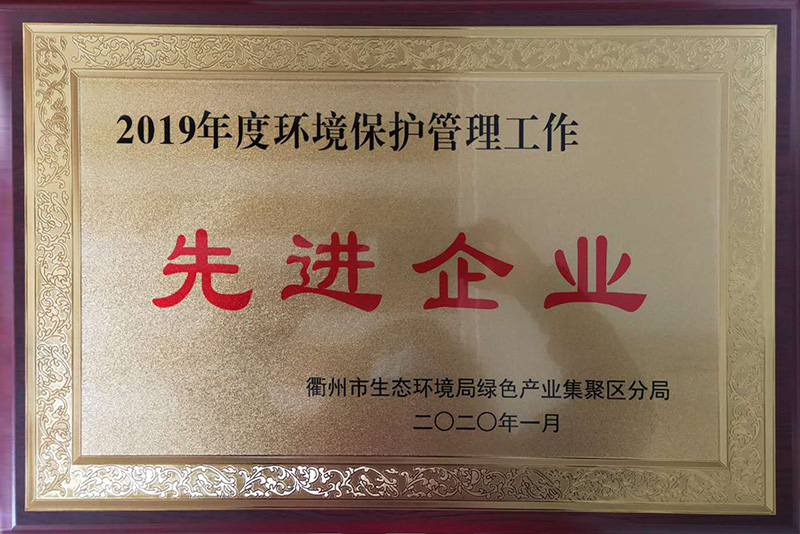 2019年度环境保护管理工作
先进企业
衢州市生态环境局绿色产业集聚区分局
二〇二〇年一月